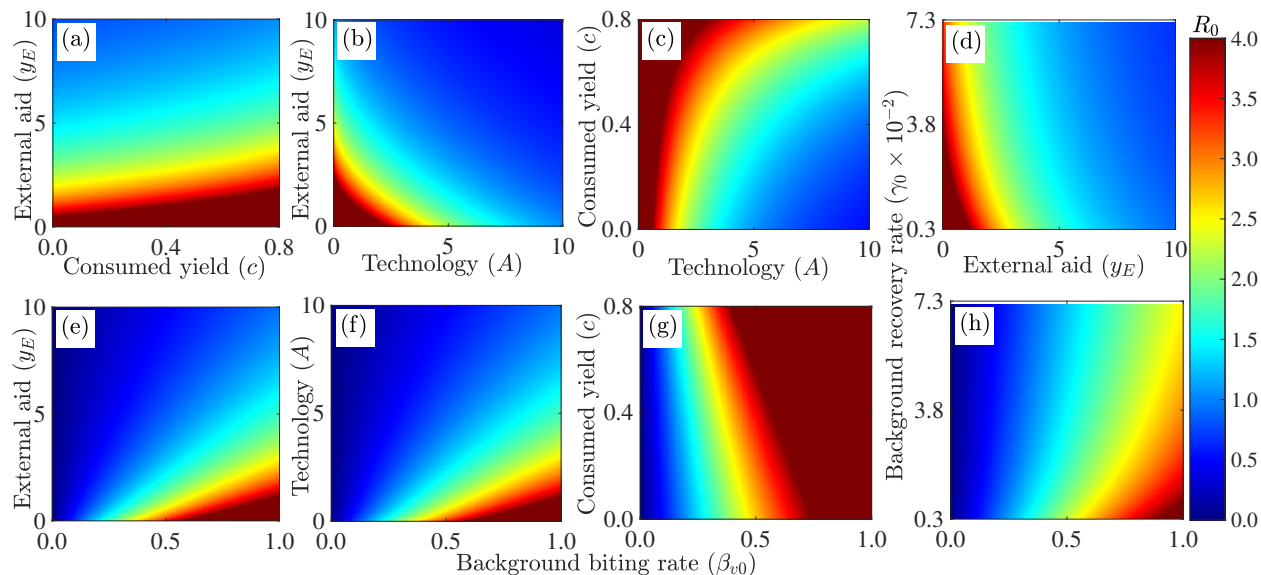 (a)
10
5
0
External aid (y_E)
0.0 0.4 0.8
Consumed yield (c)
(b)
10
5
0
External aid (y_E)
0 5 10
Technology (A)
(c)
0.8
0.4
0.0
Consumed yield (c)
0 5 10
Technology (A)
(d)
7.3
3.8
0.3
0 5 10
External aid (y_E)
Background recovery rate (γ_0 × 10^{-2})
R_0
4.0
3.5
3.0
2.5
2.0
1.5
1.0
0.5
0.0
(e)
10
5
0
External aid (y_E)
0.0 0.5 1.0
(f)
10
5
0
Technology (A)
0.0 0.5 1.0
(g)
0.8
0.4
0.0
Consumed yield (c)
0.0 0.5 1.0
(h)
7.3
3.8
0.3
0.0 0.5 1.0
Background biting rate (β_{v0})